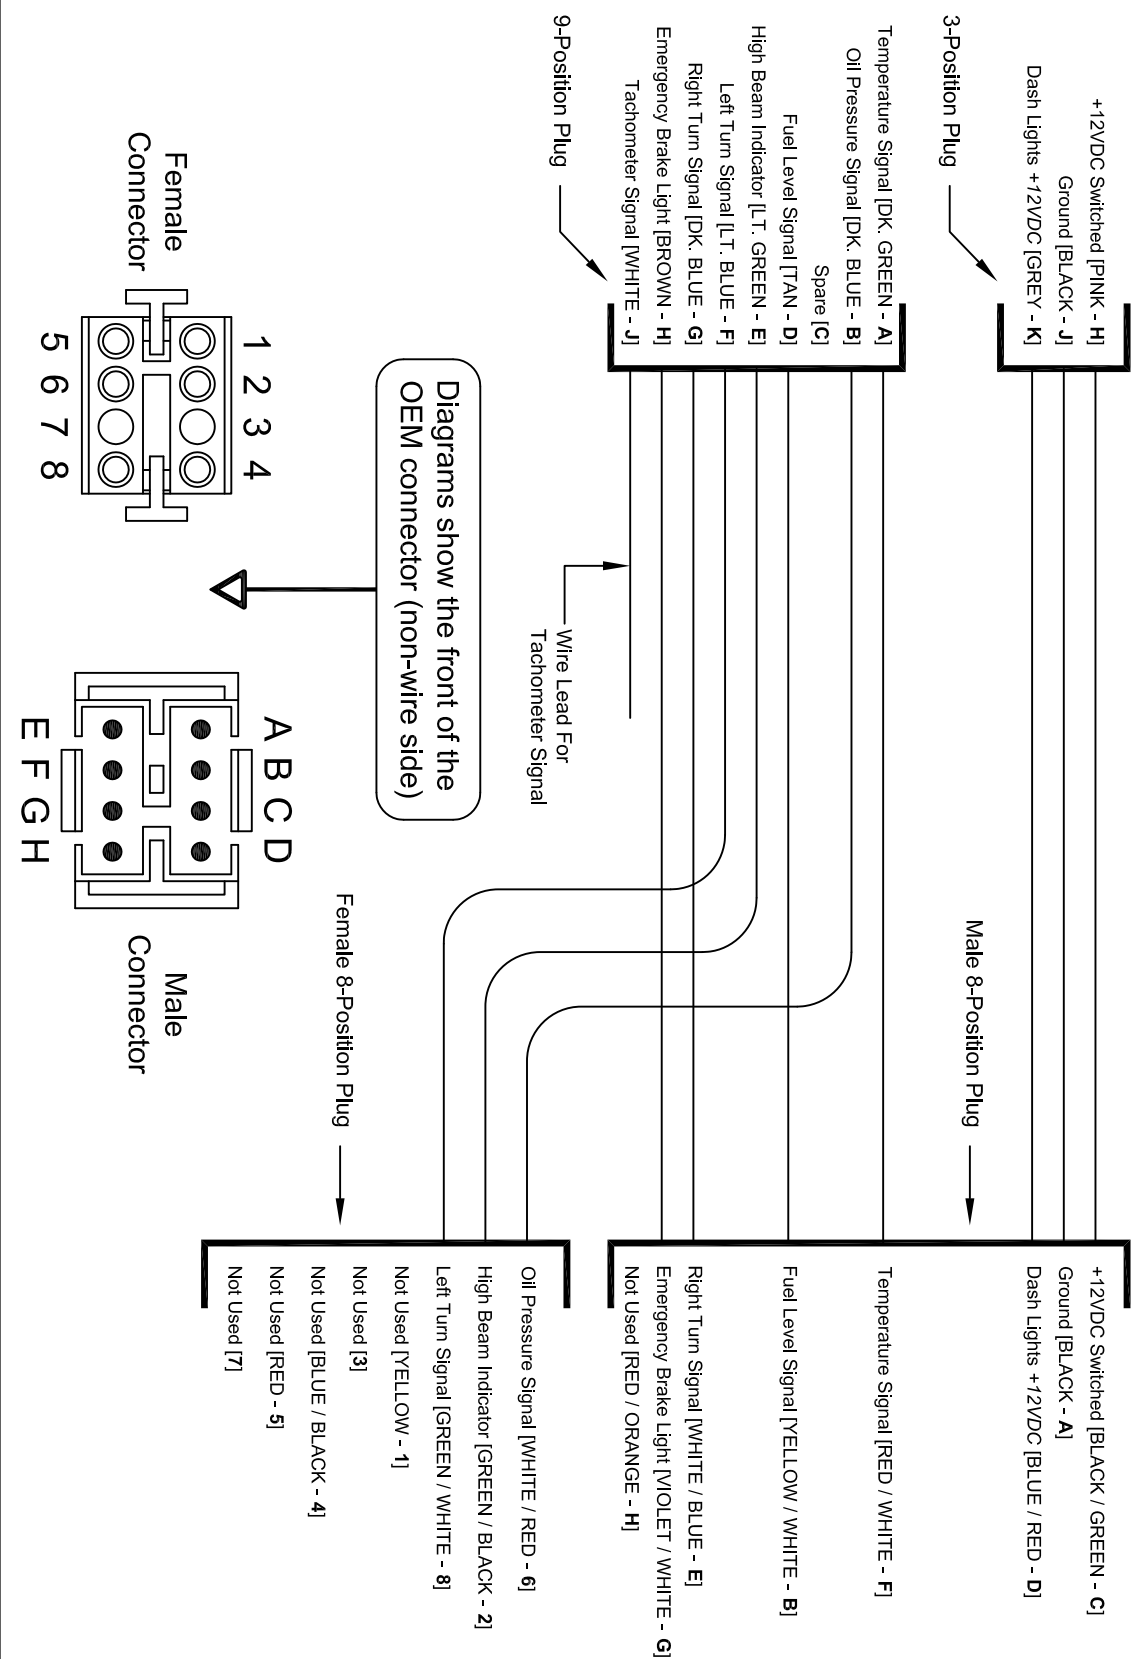 +12VDC Switched [PINK - H]
Ground [BLACK - J]
Dash Lights +12VDC [GREY - K]
3-Position Plug
Temperature Signal [DK. GREEN - A]
Oil Pressure Signal [DK. BLUE - B]
Spare [C]
Fuel Level Signal [TAN - D]
High Beam Indicator [LT. GREEN - E]
Left Turn Signal [LT. BLUE - F]
Right Turn Signal [DK. BLUE - G]
Emergency Brake Light [BROWN - H]
Tachometer Signal [WHITE - J]
9-Position Plug
Wire Lead For
Tachometer Signal
Male 8-Position Plug
+12VDC Switched [BLACK / GREEN - C]
Ground [BLACK - A]
Dash Lights +12VDC [BLUE / RED - D]
Temperature Signal [RED / WHITE - F]
Fuel Level Signal [YELLOW / WHITE - B]
Right Turn Signal [WHITE / BLUE - E]
Emergency Brake Light [VIOLET / WHITE - G]
Not Used [RED / ORANGE - H]
Female 8-Position Plug
Oil Pressure Signal [WHITE / RED - 6]
High Beam Indicator [GREEN / BLACK - 2]
Left Turn Signal [GREEN / WHITE - 8]
Not Used [YELLOW - 1]
Not Used [3]
Not Used [BLUE / BLACK - 4]
Not Used [RED - 5]
Not Used [7]
Diagrams show the front of the
OEM connector (non-wire side)
Female
Connector
1 2 3 4
5 6 7 8
A B C D
E F G H
Male
Connector